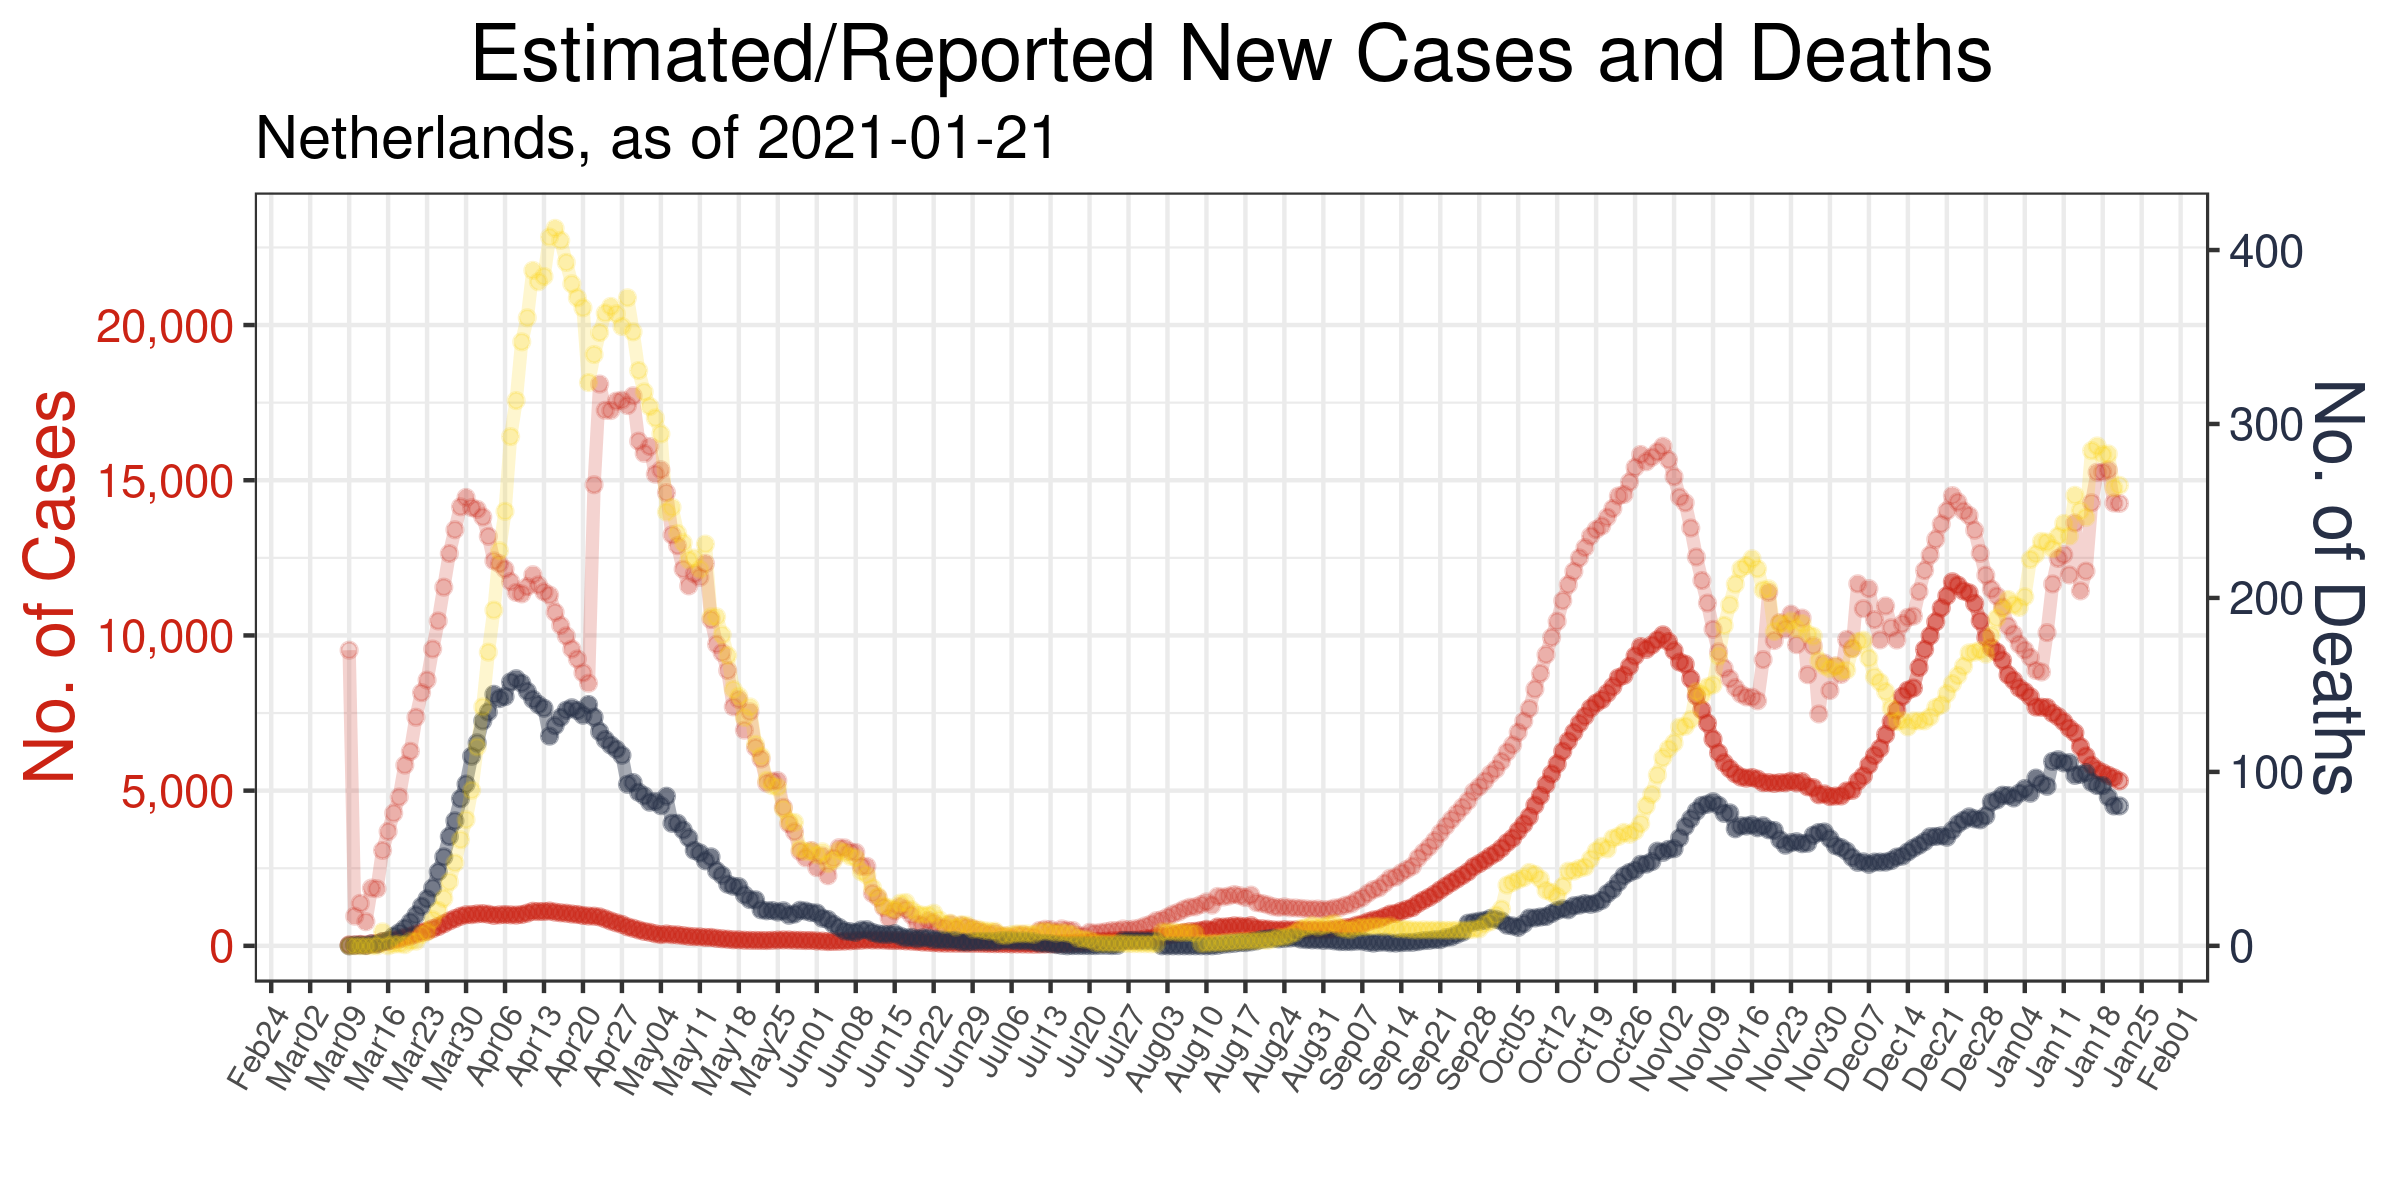 Estimated/Reported New Cases and Deaths
Netherlands, as of 2021-01-21
No. of Cases
20,000
15,000
10,000
5,000
0
400
300
200
100
0
No. of Deaths
Feb24
Mar02
Mar09
Mar16
Mar23
Mar30
Apr06
Apr13
Apr20
Apr27
May04
May11
May18
May25
Jun01
Jun08
Jun15
Jun22
Jun29
Jul06
Jul13
Jul20
Jul27
Aug03
Aug10
Aug17
Aug24
Aug31
Sep07
Sep14
Sep21
Sep28
Oct05
Oct12
Oct19
Oct26
Nov02
Nov09
Nov16
Nov23
Nov30
Dec07
Dec14
Dec21
Dec28
Jan04
Jan11
Jan18
Jan25
Feb01